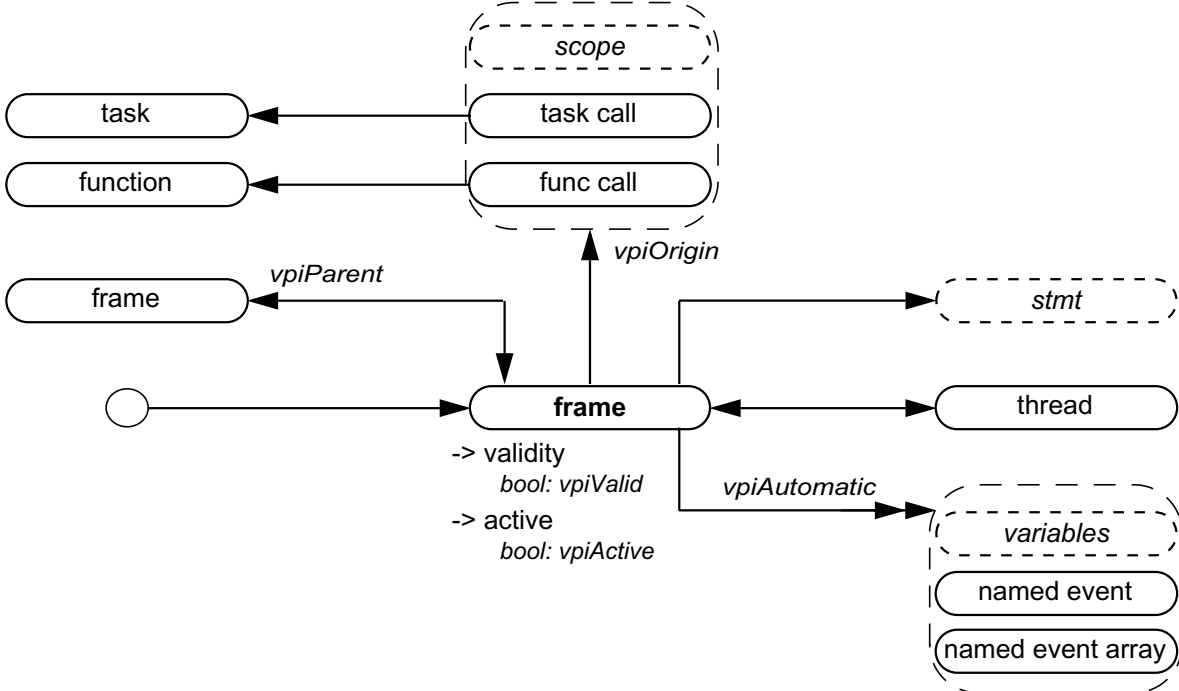 scope
task
task call
function
func call
vpiOrigin
vpiParent
frame
stmt
frame
thread
-> validity
bool: vpiValid
vpiAutomatic
-> active
bool: vpiActive
variables
named event
named event array